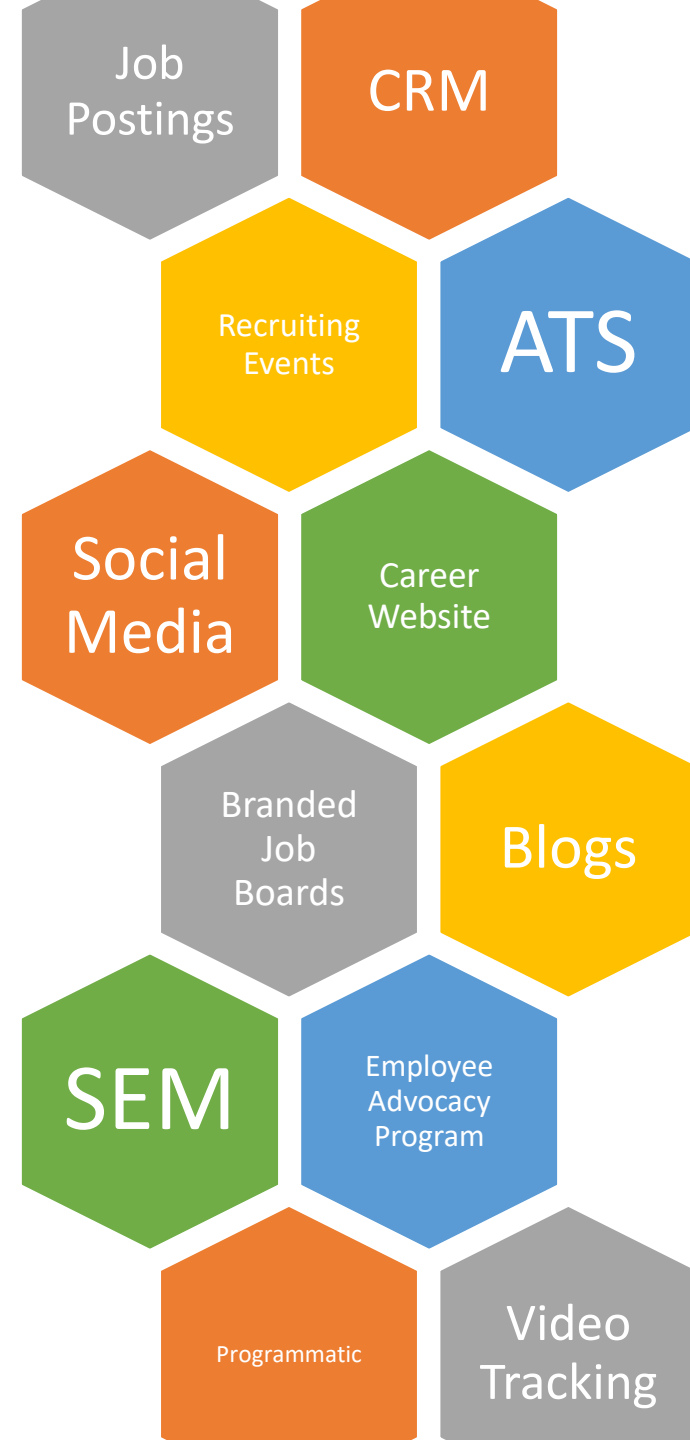 Job
Postings
CRM
Recruiting
Events
ATS
Social
Media
Career
Website
Branded
Job
Boards
Blogs
SEM
Employee
Advocacy
Program
Programmatic
Video
Tracking